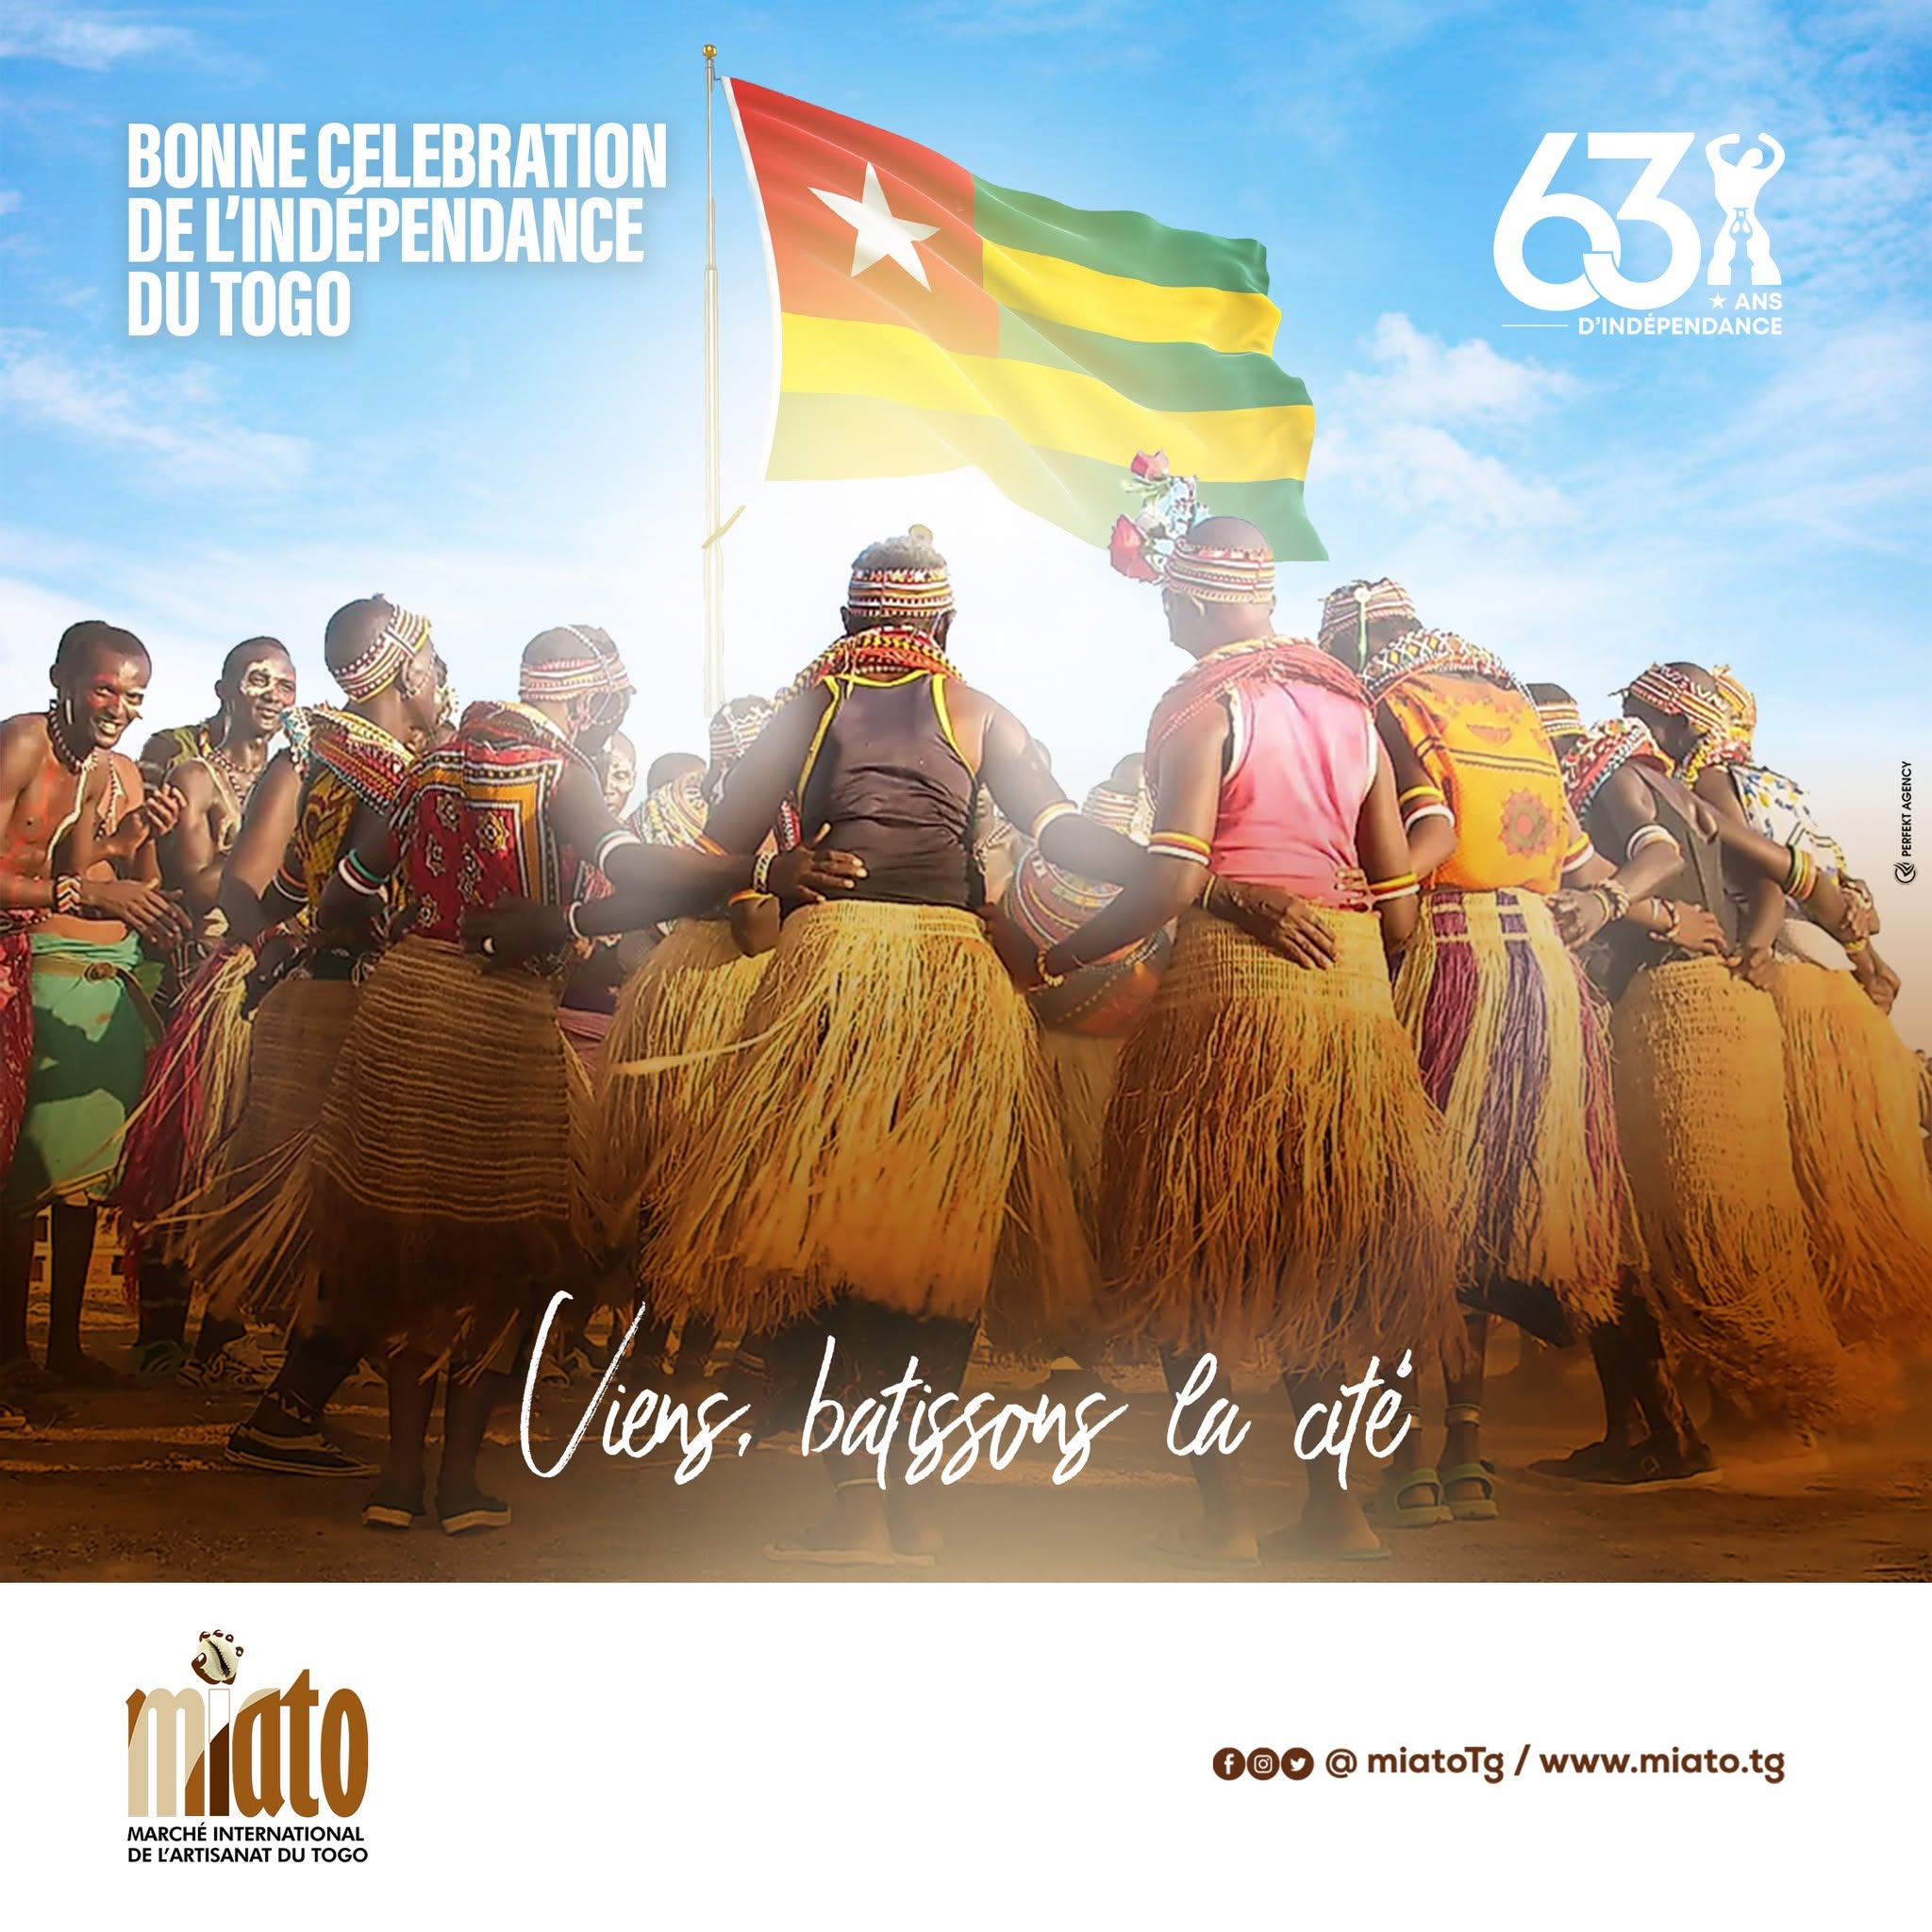 BONNE CELEBRATION
DE L'INDÉPENDANCE
DU TOGO
63
★ ANS
D'INDÉPENDANCE
PERFEKT AGENCY
Viens, batissons la cité
miato
MARCHÉ INTERNATIONAL
DE L'ARTISANAT DU TOGO
@ miatoTg / www.miato.tg